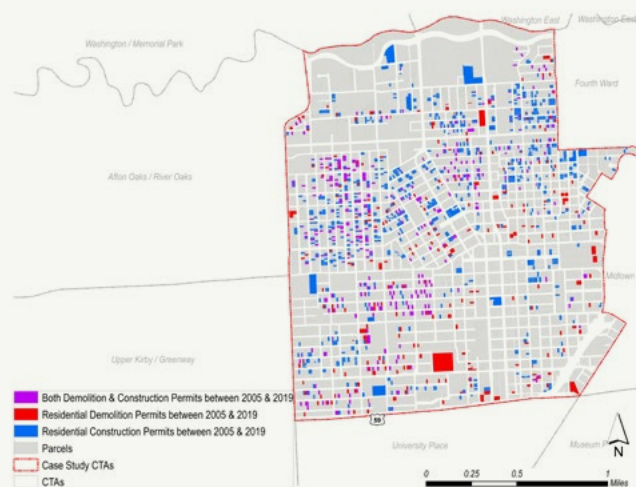 Washington East
Washington East
Washington / Memorial Park
Fourth Ward
Afton Oaks / River Oaks
Midtown
Upper Kirby / Greenway
Both Demolition & Construction Permits between 2005 & 2019
Residential Demolition Permits between 2005 & 2019
Residential Construction Permits between 2005 & 2019
Parcels
Case Study CTAs
CTAs
59
University Place
Museum
N
0 0.25 0.5 1
Miles